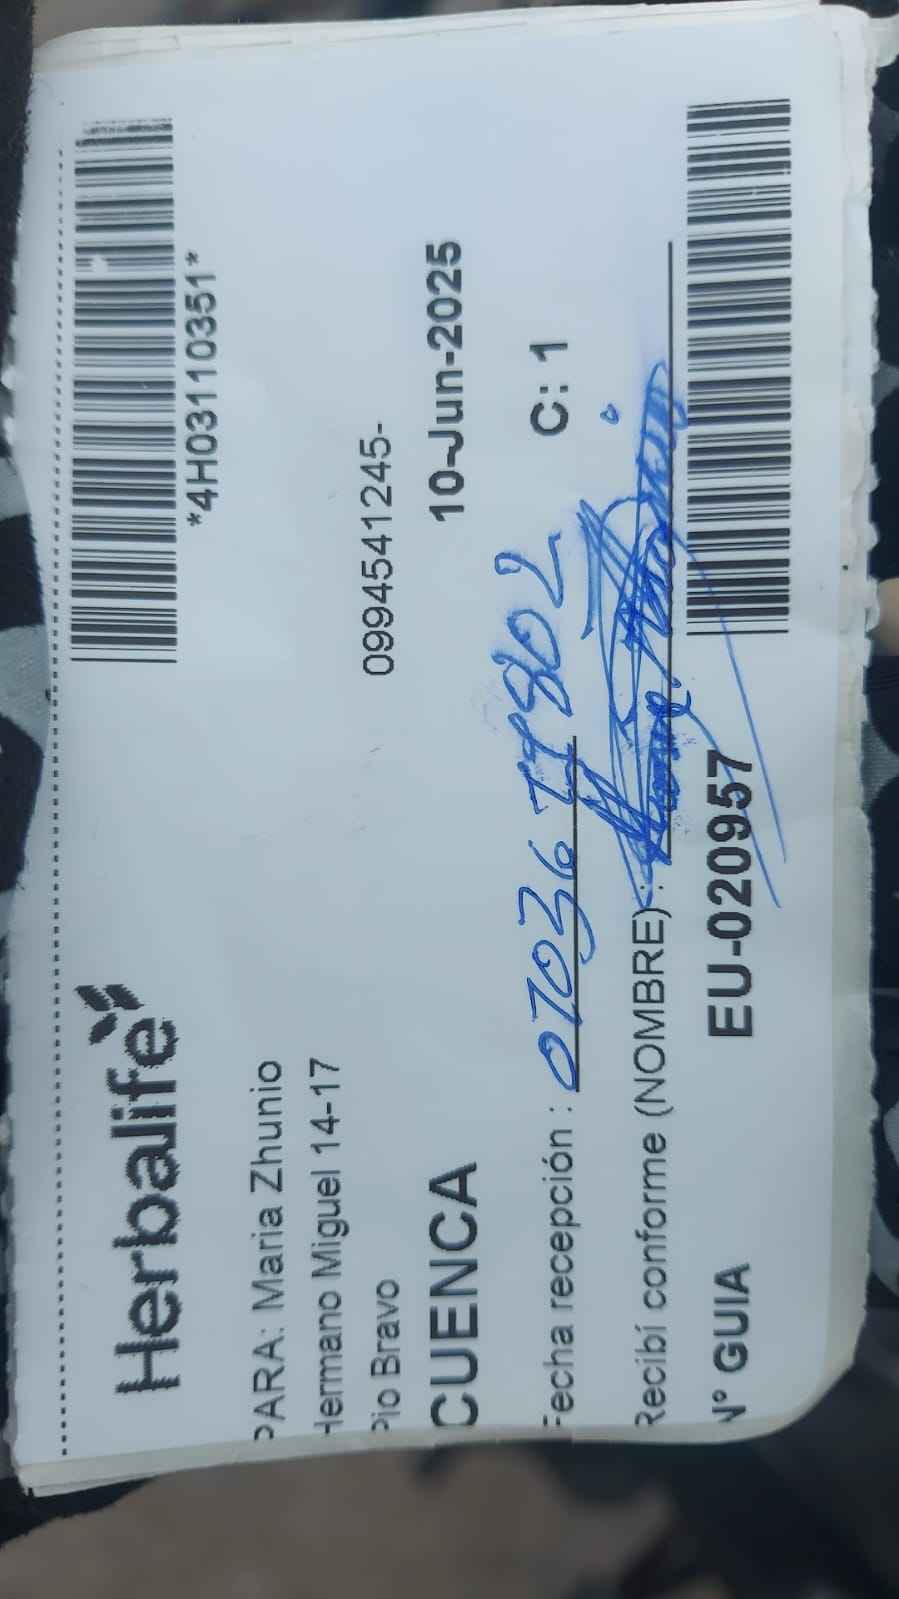 Herbalife
*4H03110351*
PARA: Maria Zhunio
Hermano Miguel 14-17
Pio Bravo
0994541245-
CUENCA
10-Jun-2025
Fecha recepción :
C: 1
Recibí conforme (NOMBRE) :
Nº GUIA EU-020957